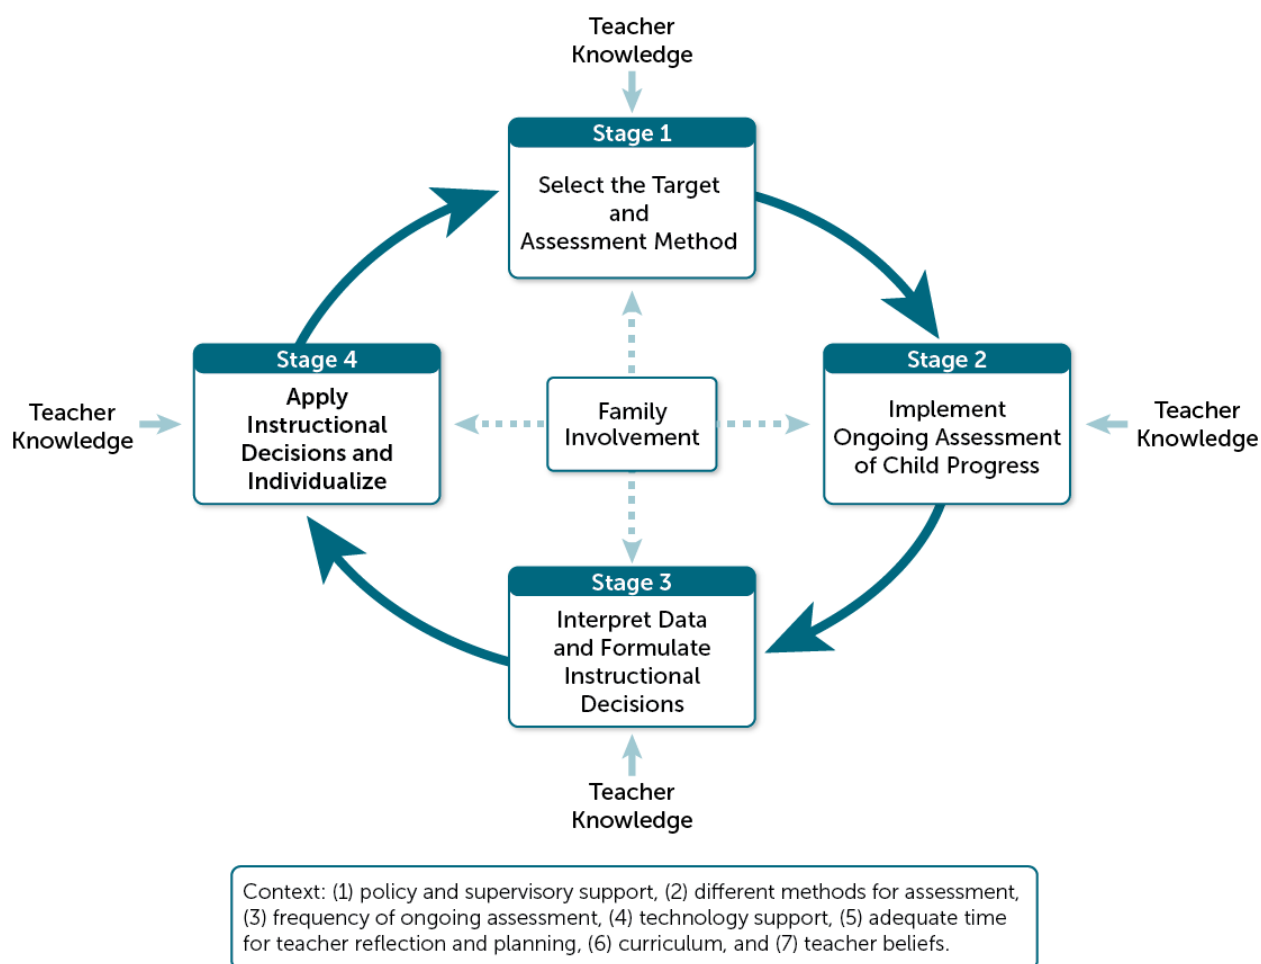 Teacher
Knowledge
Stage 1
Select the Target
and
Assessment Method
Stage 4
Apply
Instructional
Decisions and
Individualize
Teacher
Knowledge
Family
Involvement
Stage 2
Implement
Ongoing Assessment
of Child Progress
Teacher
Knowledge
Stage 3
Interpret Data
and Formulate
Instructional
Decisions
Teacher
Knowledge
Context: (1) policy and supervisory support, (2) different methods for assessment,
(3) frequency of ongoing assessment, (4) technology support, (5) adequate time
for teacher reflection and planning, (6) curriculum, and (7) teacher beliefs.